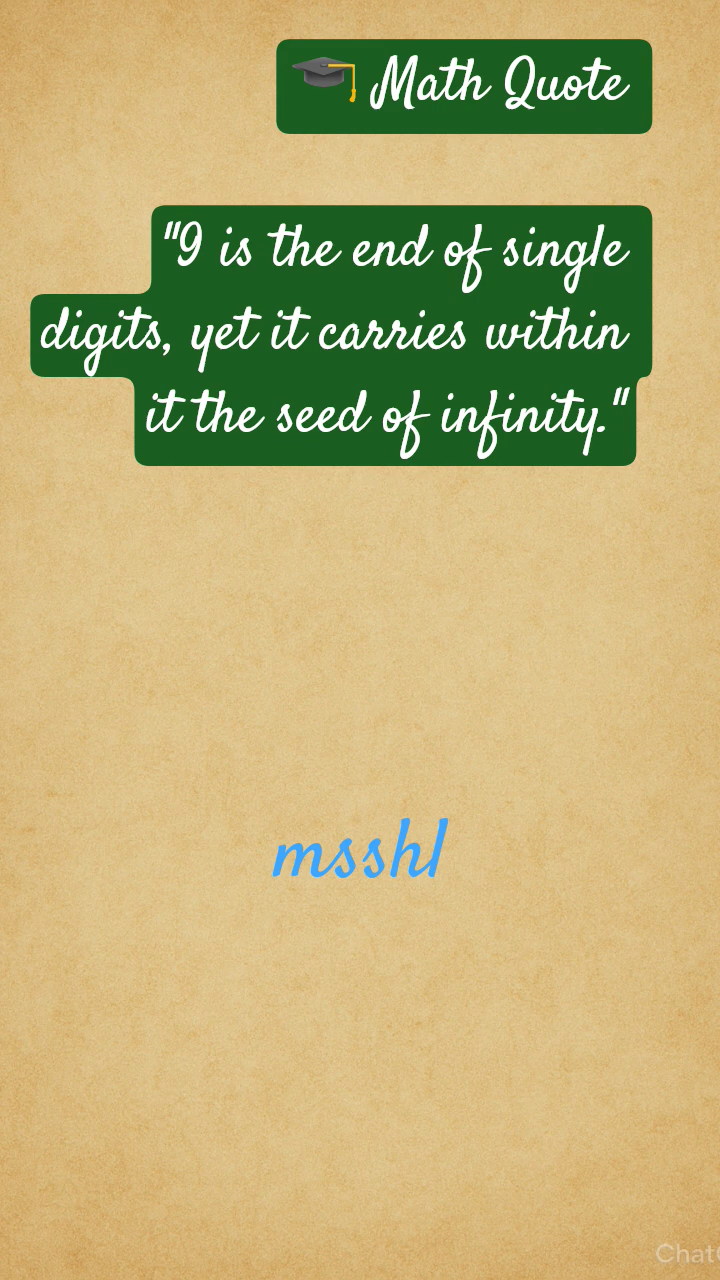 🎓 Math Quote
"9 is the end of single
digits, yet it carries within
it the seed of infinity."
msshl